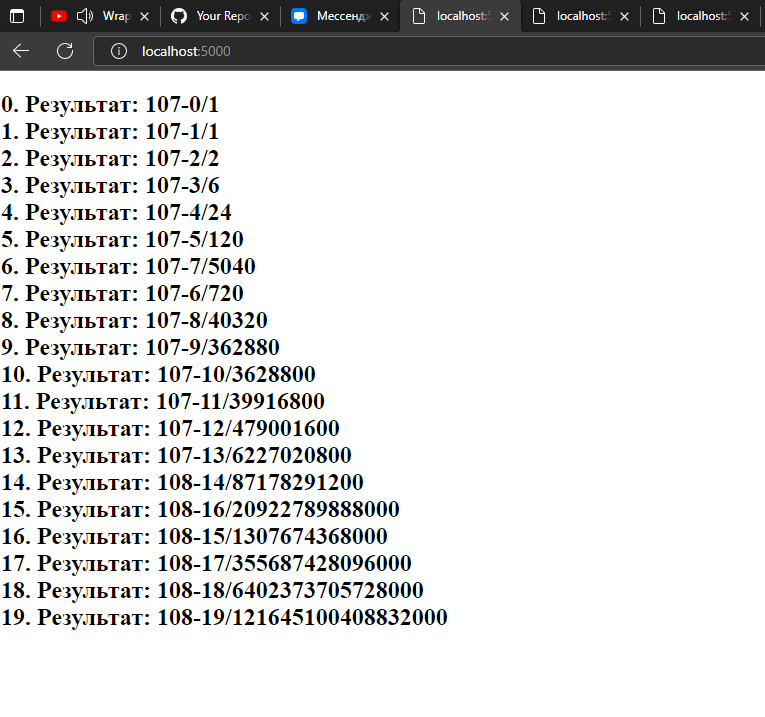 Wrap
Your Repo
Мессендж
localhost:5
localhost:5
localhost:5
localhost:5000
0. Результат: 107-0/1
1. Результат: 107-1/1
2. Результат: 107-2/2
3. Результат: 107-3/6
4. Результат: 107-4/24
5. Результат: 107-5/120
6. Результат: 107-7/5040
7. Результат: 107-6/720
8. Результат: 107-8/40320
9. Результат: 107-9/362880
10. Результат: 107-10/3628800
11. Результат: 107-11/39916800
12. Результат: 107-12/479001600
13. Результат: 107-13/6227020800
14. Результат: 108-14/87178291200
15. Результат: 108-16/20922789888000
16. Результат: 108-15/1307674368000
17. Результат: 108-17/355687428096000
18. Результат: 108-18/6402373705728000
19. Результат: 108-19/121645100408832000